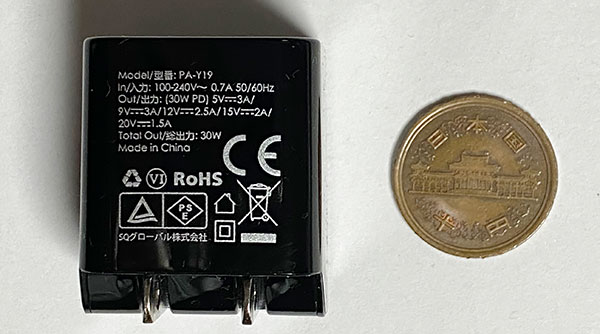 Model/型番: PA-Y19
In/入力: 100-240V～ 0.7A 50/60Hz
Out/出力: (30W PD) 5V⎓3A/
9V⎓3A/12V⎓2.5A/15V⎓2A/
20V⎓1.5A
Total Out/総出力: 30W
Made in China
CE
VI RoHS
PS
E
SQグローバル株式会社
日本国
十円